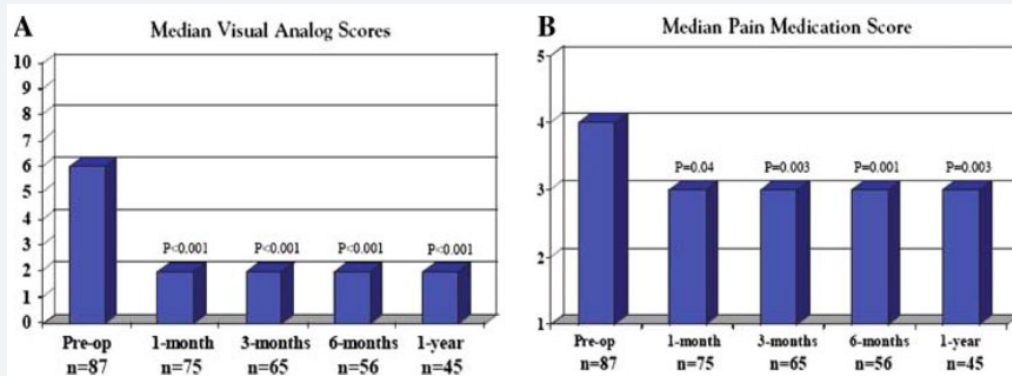 A
Median Visual Analog Scores
10
9
8
7
6
5
4
3
2
1
0
P<0.001
P<0.001
P<0.001
P<0.001
Pre-op
1-month
3-months
6-months
1-year
n=87
n=75
n=65
n=56
n=45
B
Median Pain Medication Score
5
4
3
2
1
P=0.04
P=0.003
P=0.001
P=0.003
Pre-op
1-month
3-months
6-months
1-year
n=87
n=75
n=65
n=56
n=45